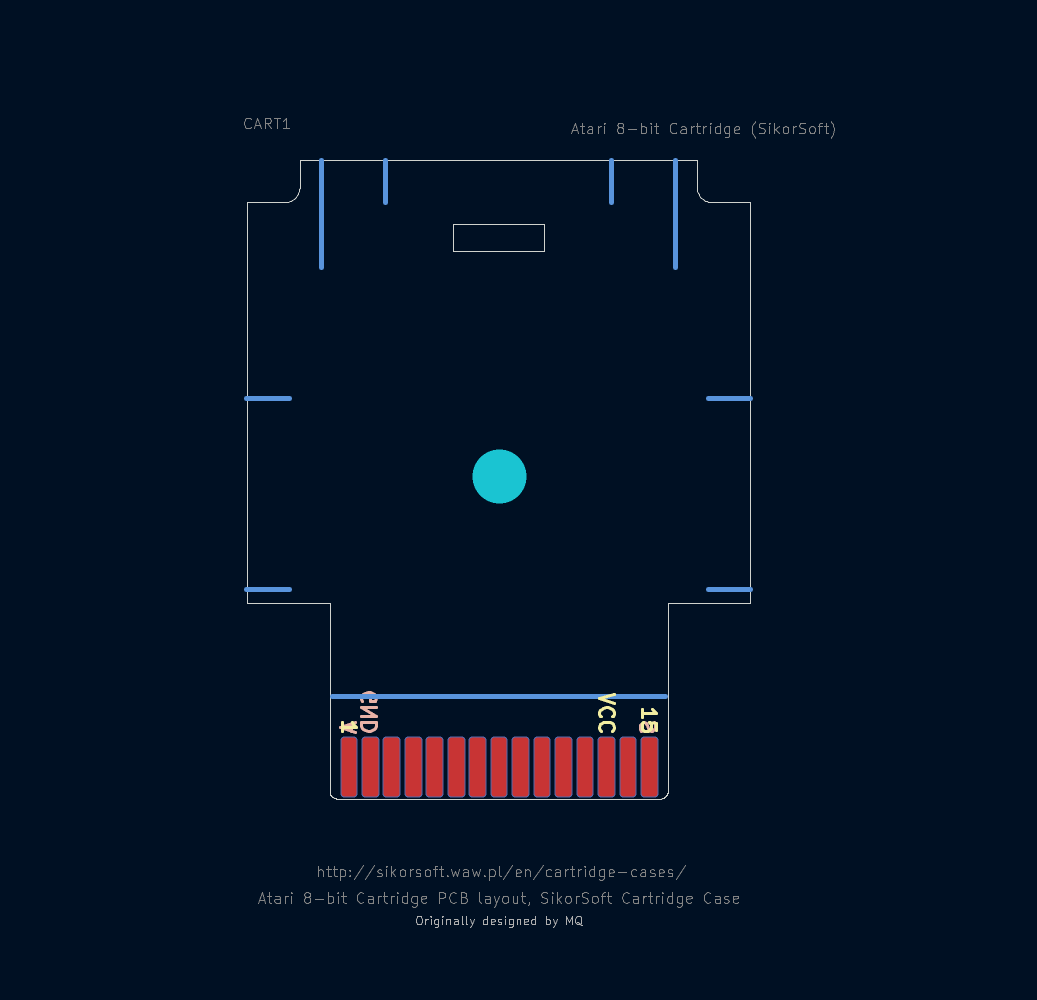 CART1
Atari 8-bit Cartridge (SikorSoft)
GND
VCC
1
15
http://sikorsoft.waw.pl/en/cartridge-cases/
Atari 8-bit Cartridge PCB layout, SikorSoft Cartridge Case
Originally designed by MQ